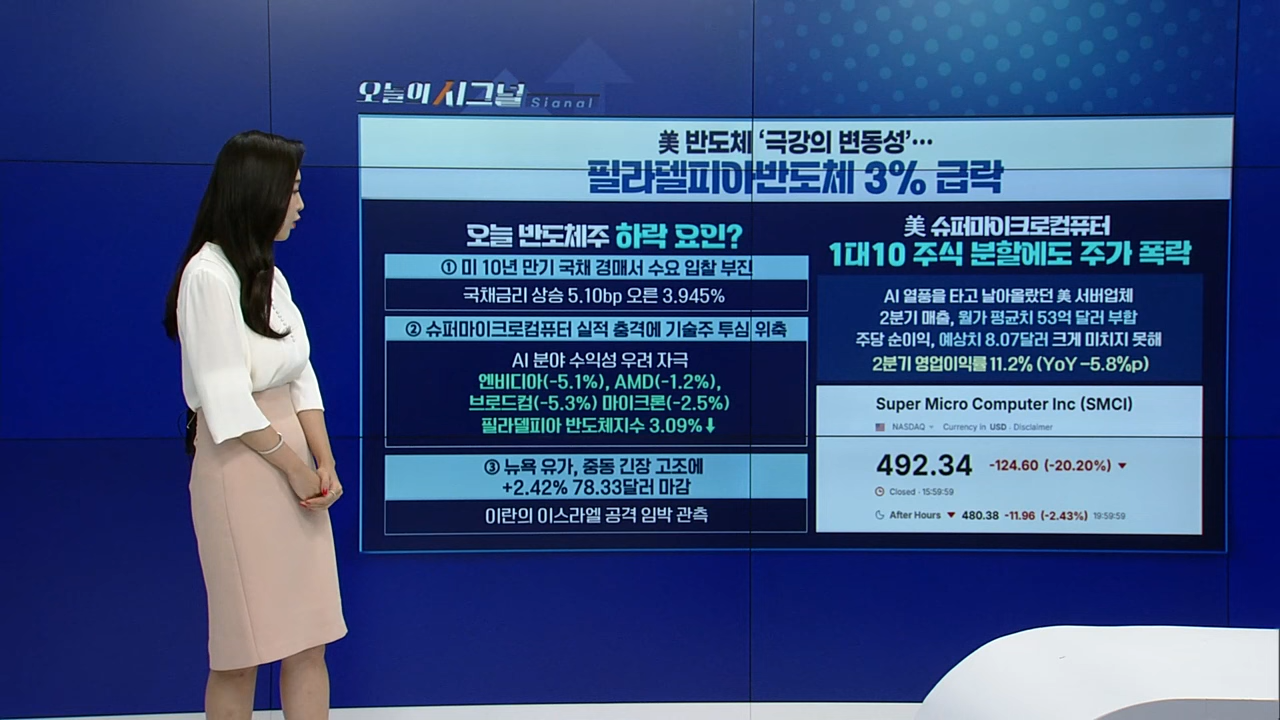 오늘의 시그널 Signal
美 반도체 ‘극강의 변동성’…
필라델피아반도체 3% 급락
오늘 반도체주 하락 요인?
① 미 10년 만기 국채 경매서 수요 입찰 부진
국채금리 상승 5.10bp 오른 3.945%
② 슈퍼마이크로컴퓨터 실적 충격에 기술주 투심 위축
AI 분야 수익성 우려 자극
엔비디아(-5.1%), AMD(-1.2%),
브로드컴(-5.3%) 마이크론(-2.5%)
필라델피아 반도체지수 3.09%⬇
③ 뉴욕 유가, 중동 긴장 고조에
+2.42% 78.33달러 마감
이란의 이스라엘 공격 임박 관측
美 슈퍼마이크로컴퓨터
1대10 주식 분할에도 주가 폭락
AI 열풍을 타고 날아올랐던 美 서버업체
2분기 매출, 월가 평균치 53억 달러 부합
주당 순이익, 예상치 8.07달러 크게 미치지 못해
2분기 영업이익률 11.2% (YoY -5.8%p)
Super Micro Computer Inc (SMCI)
NASDAQ Currency in USD · Disclaimer
492.34 -124.60 (-20.20%) ▼
Closed · 15:59:59
After Hours ▼ 480.38 -11.96 (-2.43%) 19:59:59